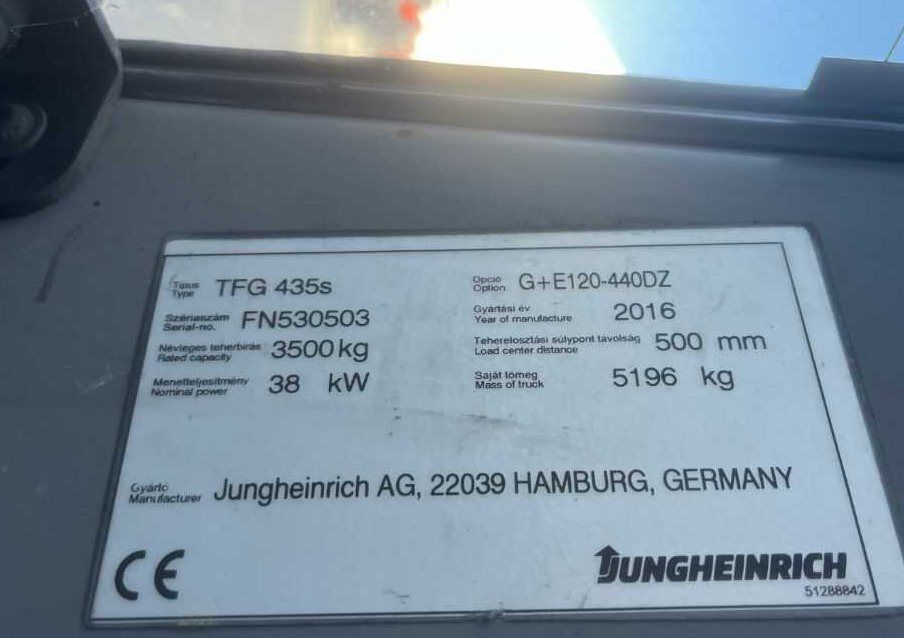 Típus TFG 435s Opció G+E120-440DZ
Type Option
Szériaszám FN530503 Gyártási év 2016
Serial-no. Year of manufacture
Névleges teherbírás 3500 kg Teherelosztási súlypont távolság 500 mm
Rated capacity Load center distance
Menetteljesítmény 38 kW Saját tömeg 5196 kg
Nominal power Mass of truck
Gyártó Jungheinrich AG, 22039 HAMBURG, GERMANY
Manufacturer
CE JUNGHEINRICH
51288842